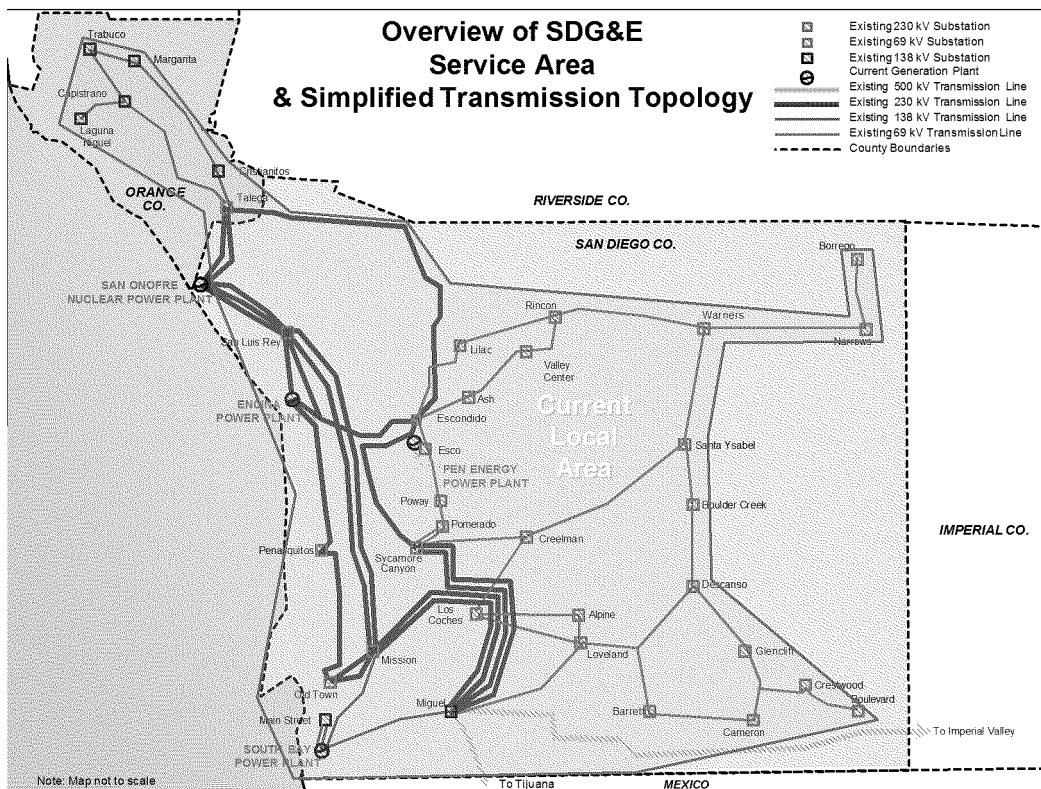 Overview of SDG&E
Service Area
& Simplified Transmission Topology
Existing 230 kV Substation
Existing 69 kV Substation
Existing 138 kV Substation
Current Generation Plant
Existing 500 kV Transmission Line
Existing 230 kV Transmission Line
Existing 138 kV Transmission Line
Existing 69 kV Transmission Line
County Boundaries
Trabuco
Margarita
Capistrano
Laguna
Niguel
Cristianitos
ORANGE
CO.
Talega
RIVERSIDE CO.
SAN DIEGO CO.
Borrego
SAN ONOFRE
NUCLEAR POWER PLANT
Rincon
Warners
San Luis Rey
Narrows
Lilac
Valley
Center
ENCINA
POWER PLANT
Ash
Escondido
Current
Local
Area
Esco
Santa Ysabel
PEN ENERGY
POWER PLANT
Poway
Boulder Creek
Pomerado
IMPERIAL CO.
Penasquitos
Sycamore
Canyon
Creelman
Descanso
Los
Coches
Alpine
Mission
Loveland
Glencliff
Old Town
Crestwood
Miguel
Barrett
Boulevard
Main Street
Cameron
To Imperial Valley
SOUTH BAY
POWER PLANT
Note: Map not to scale
To Tijuana
MEXICO